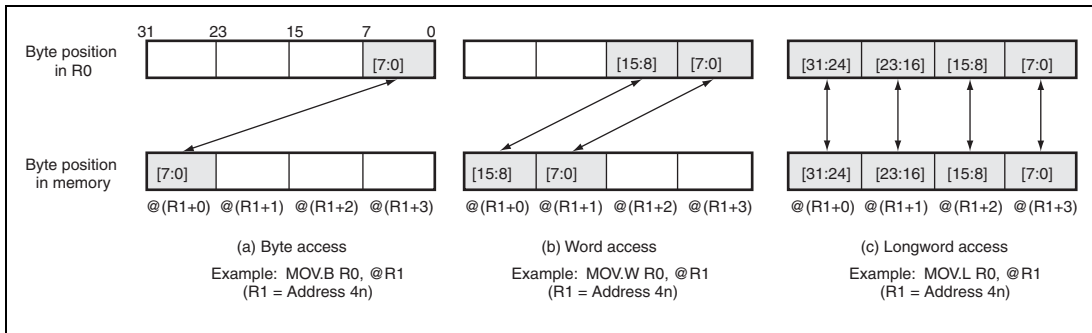 31 23 15 7 0
Byte position
in R0
[7:0]
[15:8] [7:0]
[31:24] [23:16] [15:8] [7:0]
Byte position
in memory
[7:0]
[15:8] [7:0]
[31:24] [23:16] [15:8] [7:0]
@(R1+0) @(R1+1) @(R1+2) @(R1+3)
@(R1+0) @(R1+1) @(R1+2) @(R1+3)
@(R1+0) @(R1+1) @(R1+2) @(R1+3)
(a) Byte access
Example: MOV.B R0, @R1
(R1 = Address 4n)
(b) Word access
Example: MOV.W R0, @R1
(R1 = Address 4n)
(c) Longword access
Example: MOV.L R0, @R1
(R1 = Address 4n)